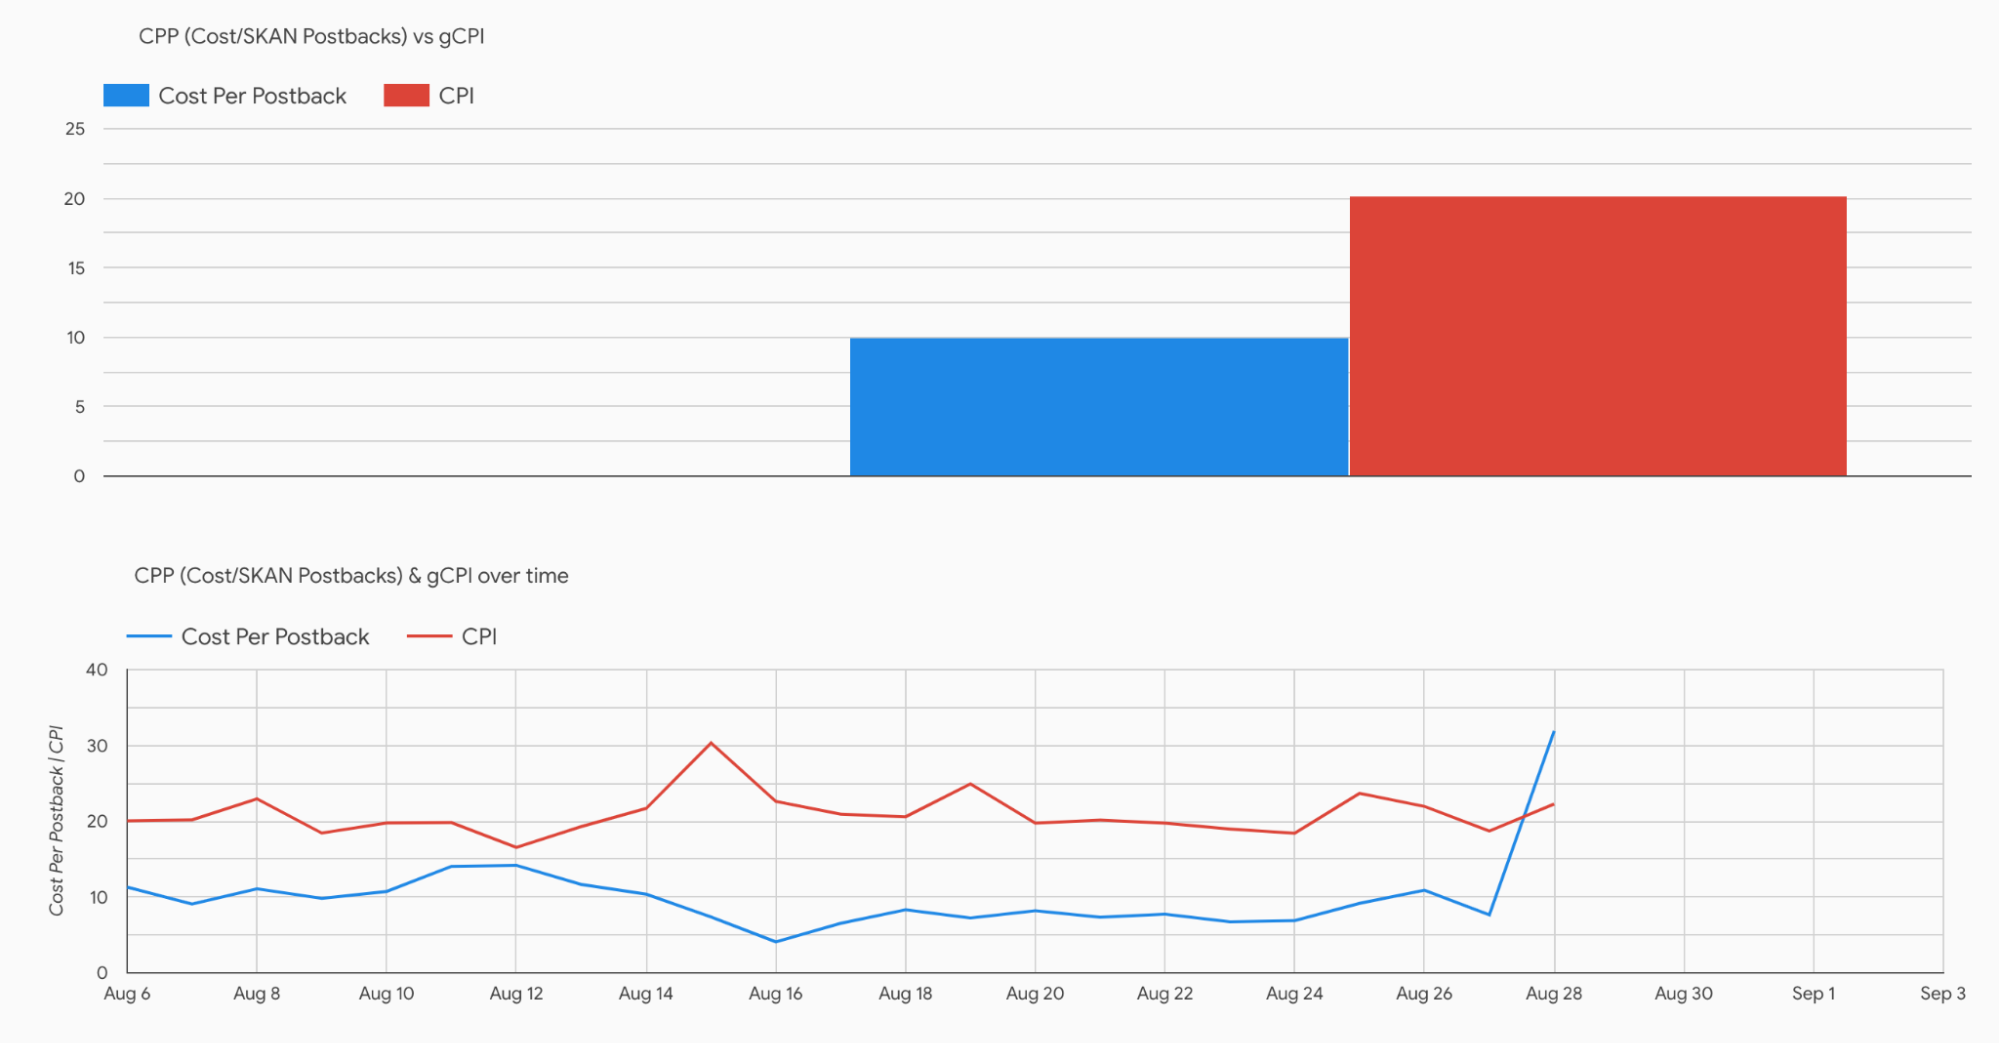 CPP (Cost/SKAN Postbacks) vs gCPI
Cost Per Postback CPI
25
20
15
10
5
0
CPP (Cost/SKAN Postbacks) & gCPI over time
Cost Per Postback CPI
Cost Per Postback | CPI
40
30
20
10
0
Aug 6 Aug 8 Aug 10 Aug 12 Aug 14 Aug 16 Aug 18 Aug 20 Aug 22 Aug 24 Aug 26 Aug 28 Aug 30 Sep 1 Sep 3